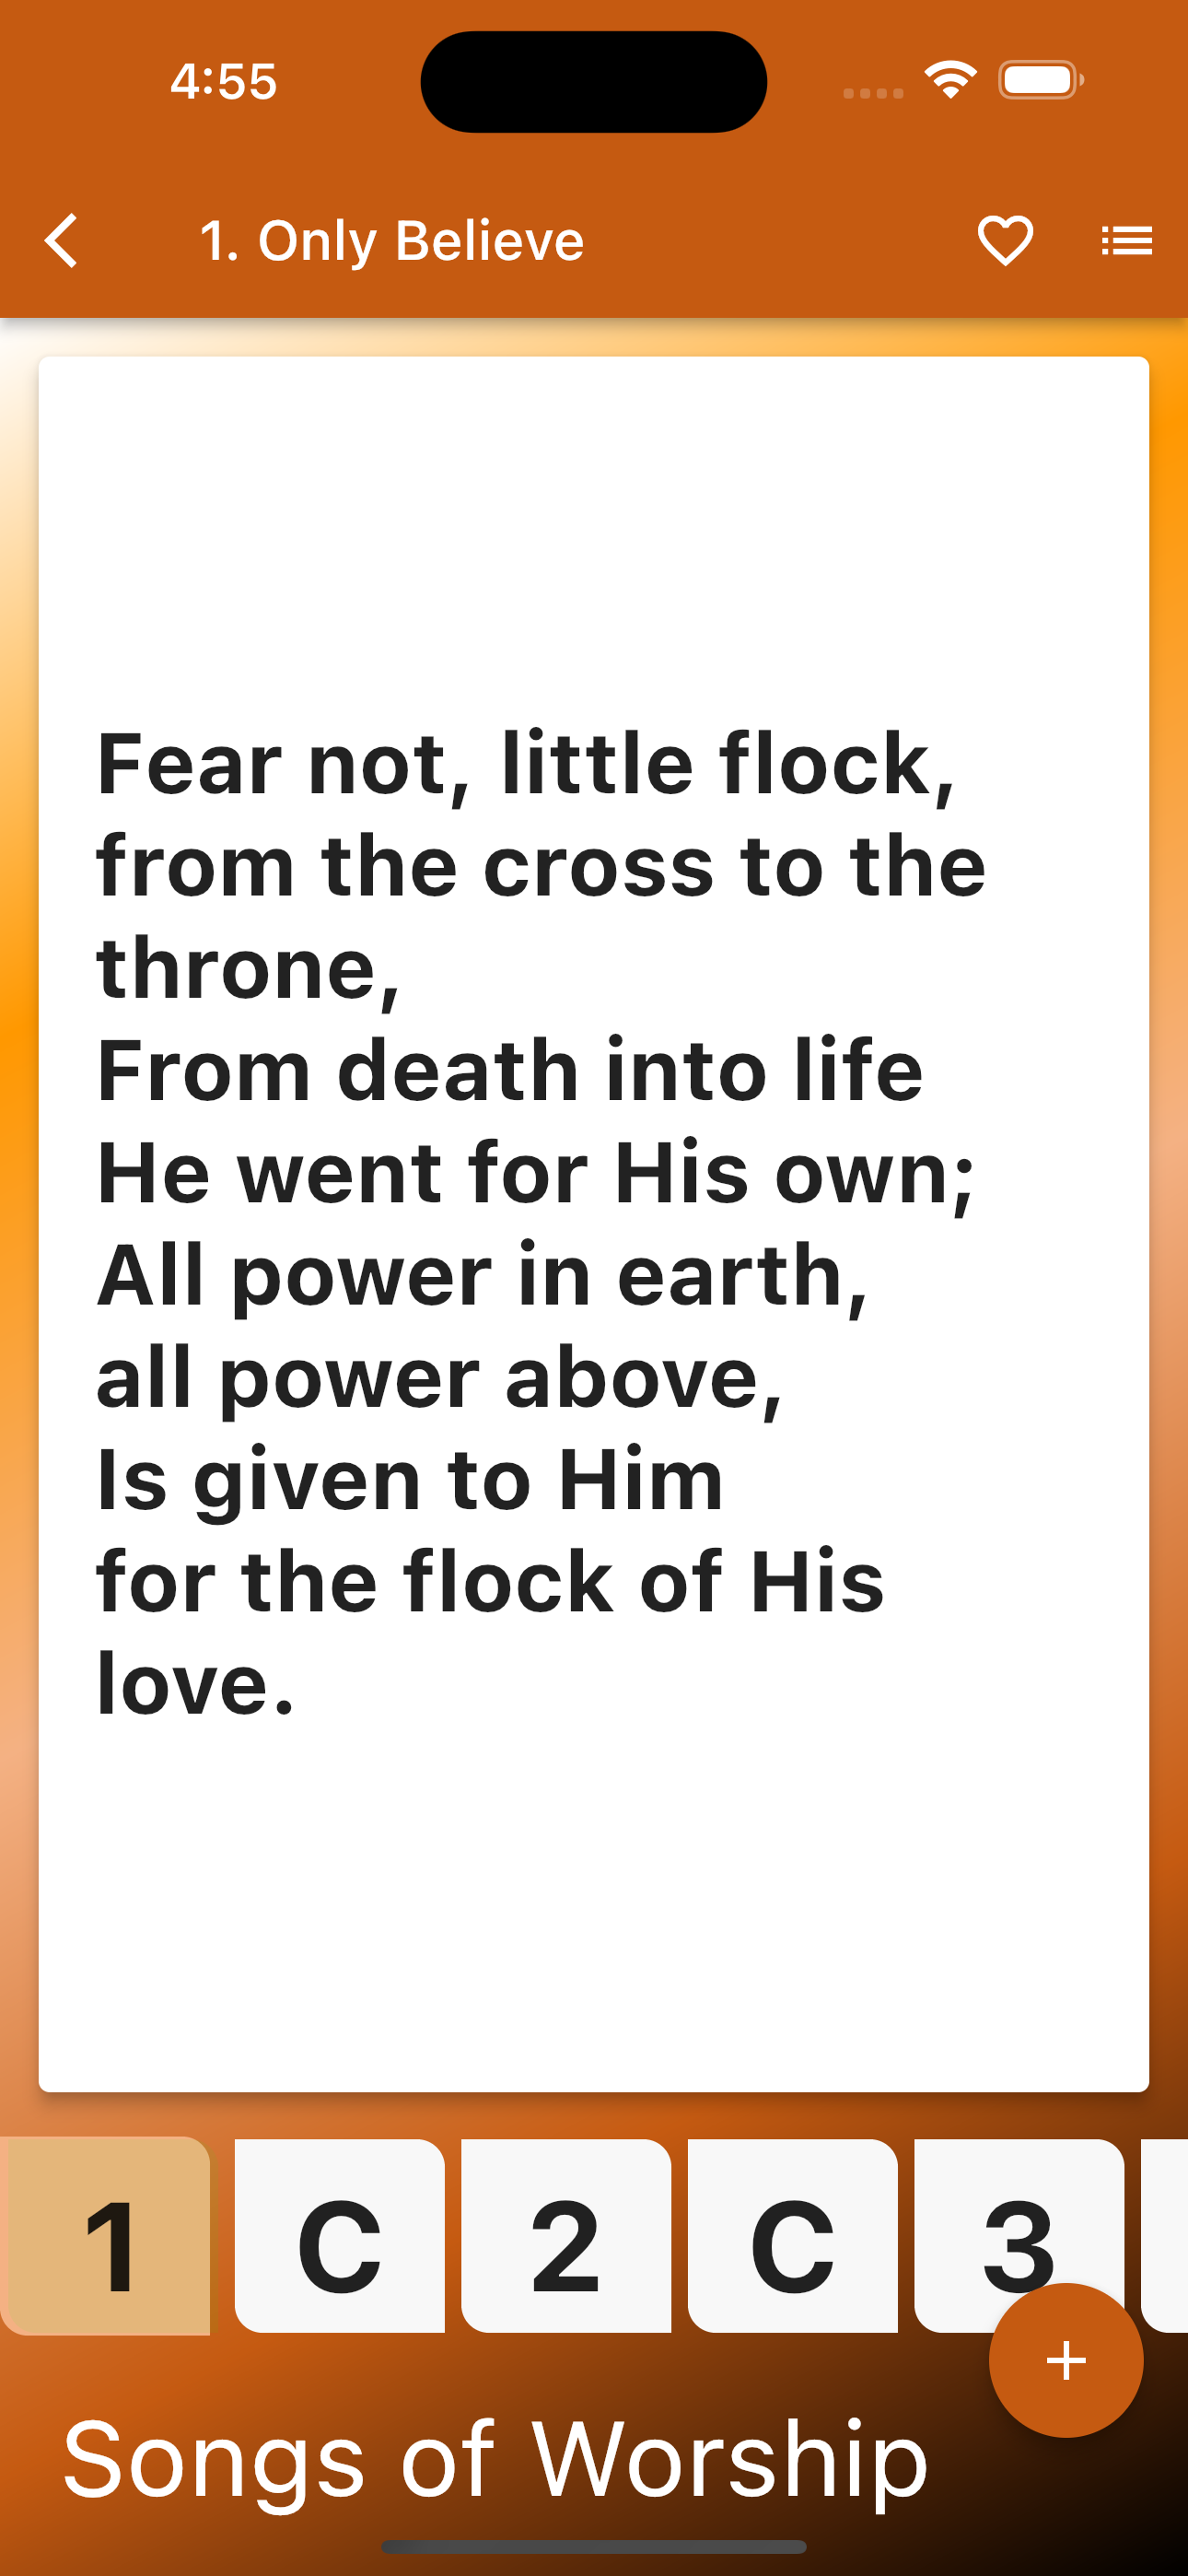 4:55
1. Only Believe
Fear not, little flock,
from the cross to the
throne,
From death into life
He went for His own;
All power in earth,
all power above,
Is given to Him
for the flock of His
love.
1 C 2 C 3
+
Songs of Worship